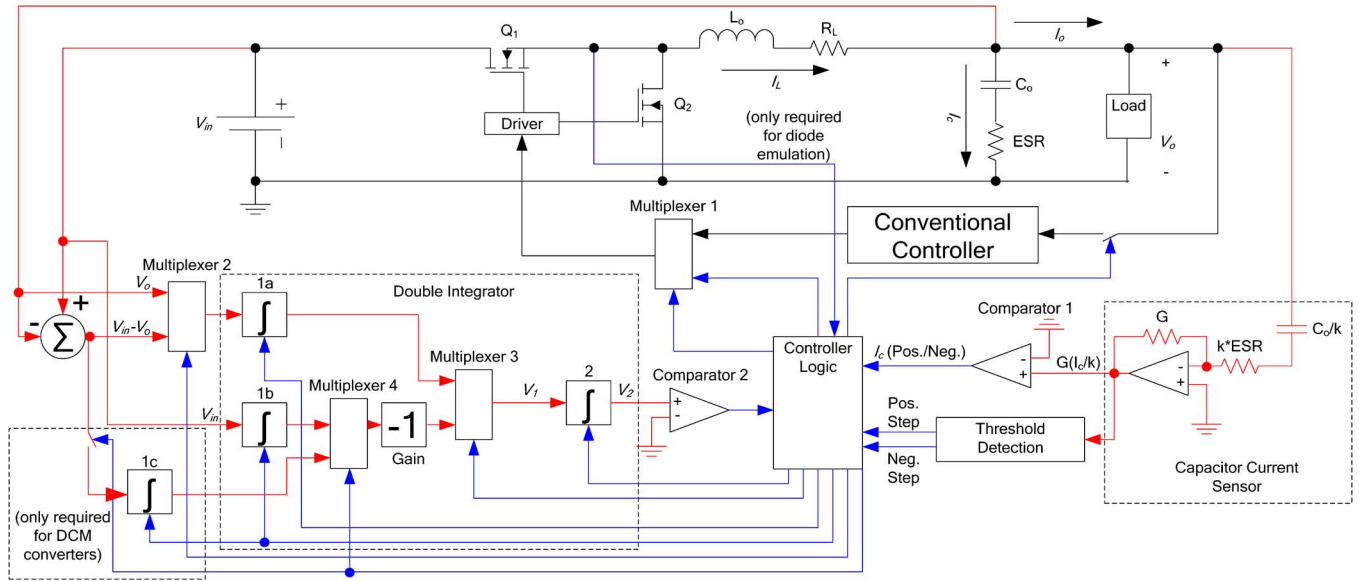 Lo
RL
Io
Q1
IL
+
Co
Q2
(only required
for diode
emulation)
Ic
+
Vin
Driver
Load
ESR
Vo
-
Multiplexer 1
Conventional
Controller
Multiplexer 2
Vo
1a
∫
Double Integrator
+
-
Σ
Vin-Vo
Comparator 1
G
Co/k
k*ESR
Controller
Logic
Ic (Pos./Neg.)
-
+
G(Ic/k)
-
+
Multiplexer 3
Multiplexer 4
1b
∫
Vin
V1
2
∫
V2
Comparator 2
+
-
-1
Gain
Pos.
Step
Neg.
Step
Threshold
Detection
Capacitor Current
Sensor
1c
∫
(only required
for DCM
converters)